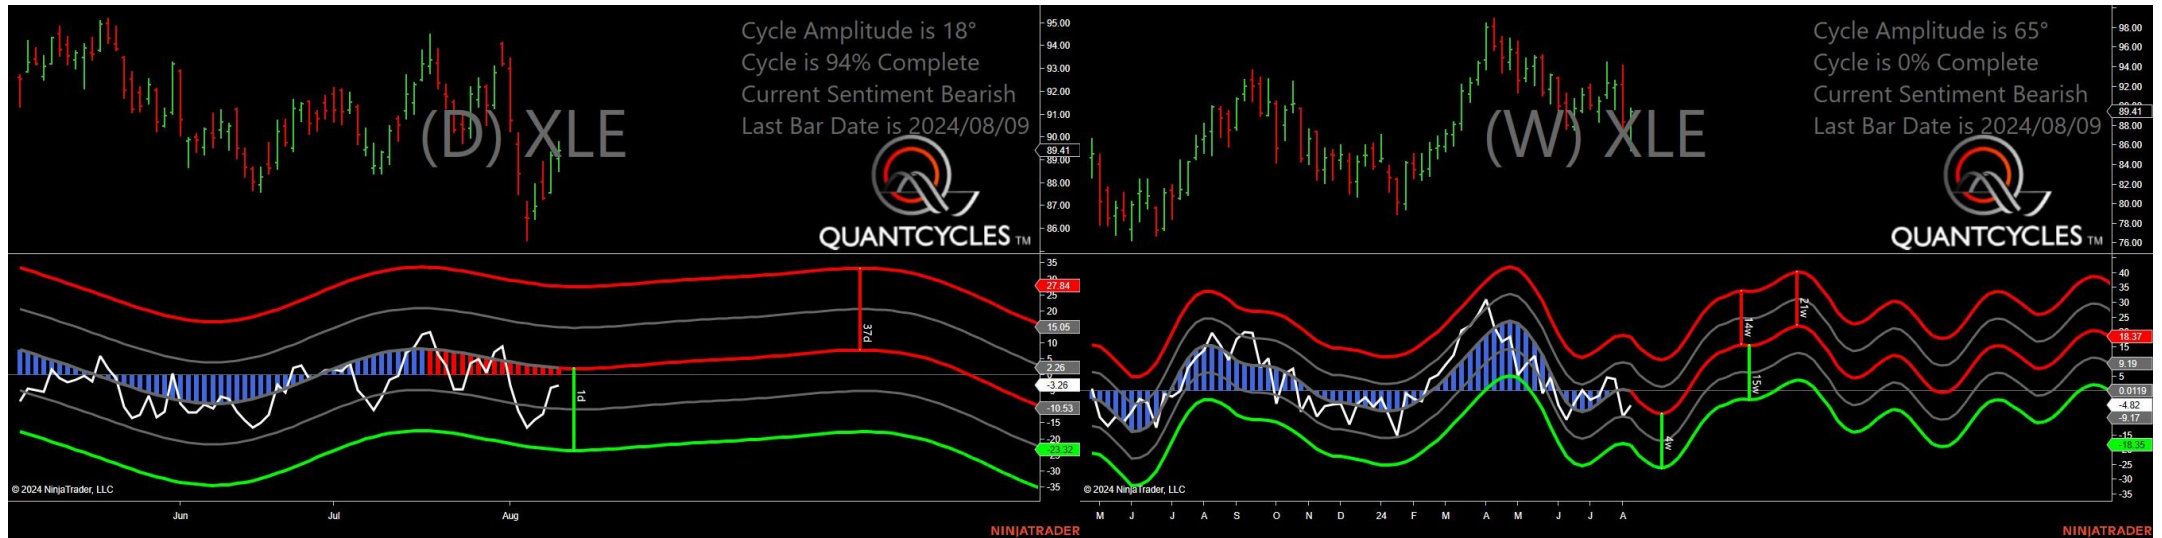 Cycle Amplitude is 18°
Cycle is 94% Complete
Current Sentiment Bearish
Last Bar Date is 2024/08/09
(D) XLE
QUANTCYCLES TM
95.00
94.00
93.00
92.00
91.00
90.00
89.41
89.00
88.00
87.00
86.00
35
27.84
25
15.05
10
5
2.26
-3.26
-10.53
-15
-20
-23.32
-30
-35
37d
1d
© 2024 NinjaTrader, LLC
Jun
Jul
Aug
NINJATRADER
Cycle Amplitude is 65°
Cycle is 0% Complete
Current Sentiment Bearish
Last Bar Date is 2024/08/09
(W) XLE
QUANTCYCLES TM
98.00
96.00
94.00
92.00
89.41
88.00
86.00
84.00
82.00
80.00
78.00
76.00
40
35
30
25
18.37
15
9.19
5
0.0119
-4.82
-9.17
-15
-18.35
-25
-30
-35
14w
21w
15w
4w
© 2024 NinjaTrader, LLC
M J J A S O N D 24 F M A M J J A
NINJATRADER